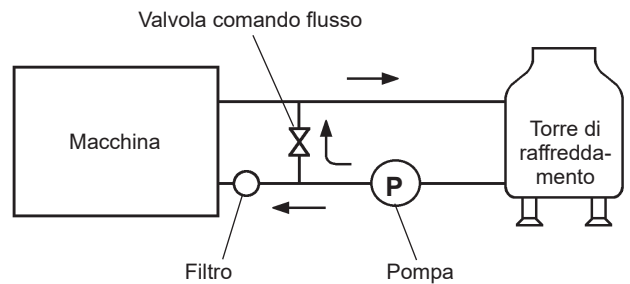 Valvola comando flusso
Macchina
Torre di
raffredda-
mento
P
Filtro
Pompa